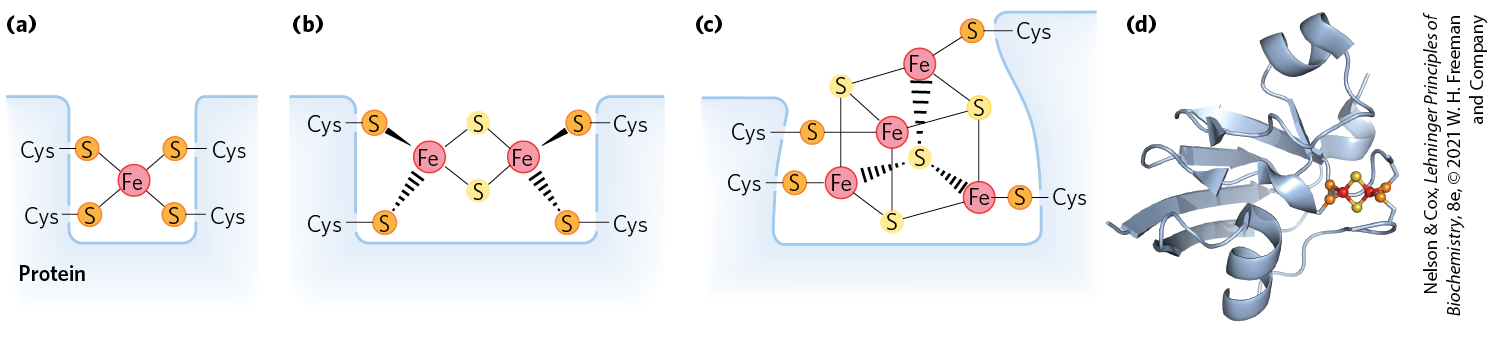 (a)
Cys S S Cys
Fe
Cys S S Cys
Protein
(b)
Cys S S S Cys
Fe Fe
S
Cys S S Cys
(c)
S Cys
Fe
S S
Cys S Fe
S
Cys S Fe Fe S Cys
S
(d)
Nelson & Cox, Lehninger Principles of
Biochemistry, 8e, © 2021 W. H. Freeman
and Company